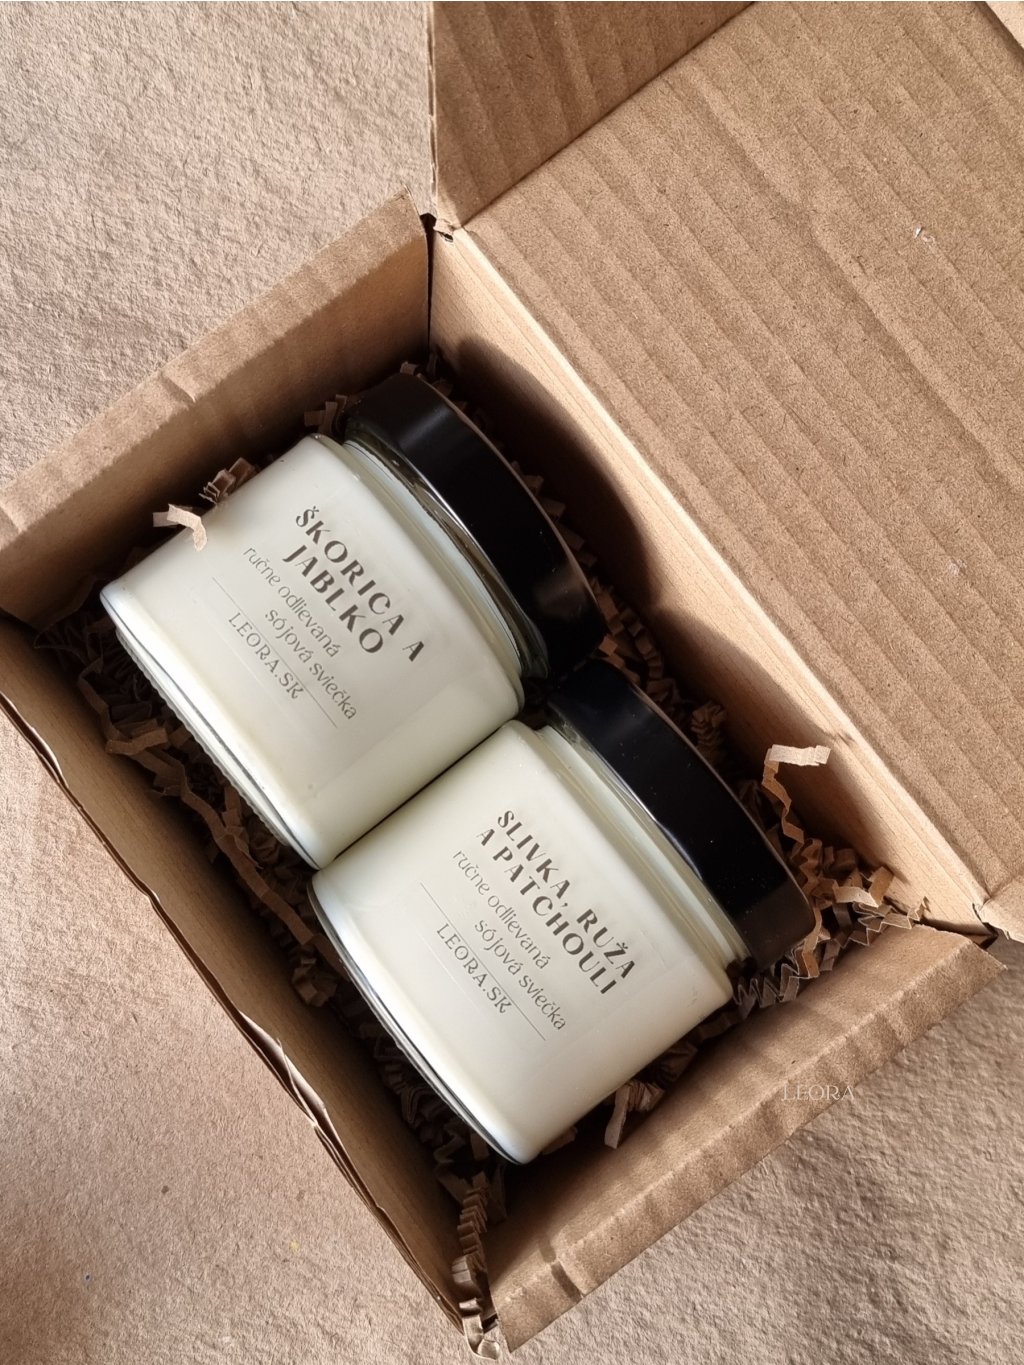 ŠKORICA A
JABLKO
ručne odlievaná
sójová sviečka
LEORA.SK
SLIVKA, RUŽA
A PATCHOULI
ručne odlievaná
sójová sviečka
LEORA.SK
LEORA